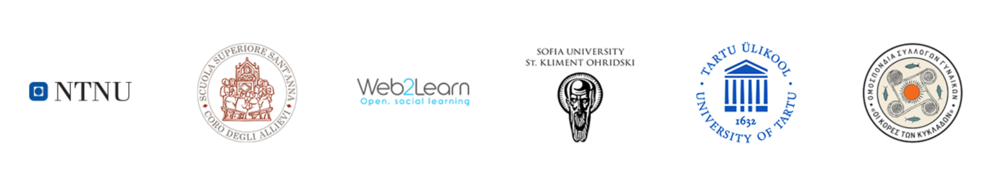 NTNU
SCUOLA SUPERIORE SANT'ANNA
CORO DEGLI ALLIEVI
Web2Learn
Open, social learning
SOFIA UNIVERSITY
ST. KLIMENT OHRIDSKI
TARTU ÜLIKOOL
1632
UNIVERSITY OF TARTU
ΟΜΟΣΠΟΝΔΙΑ ΣΥΛΛΟΓΩΝ ΓΥΝΑΙΚΩΝ
«ΟΙ ΚΟΡΕΣ ΤΩΝ ΚΥΚΛΑΔΩΝ»